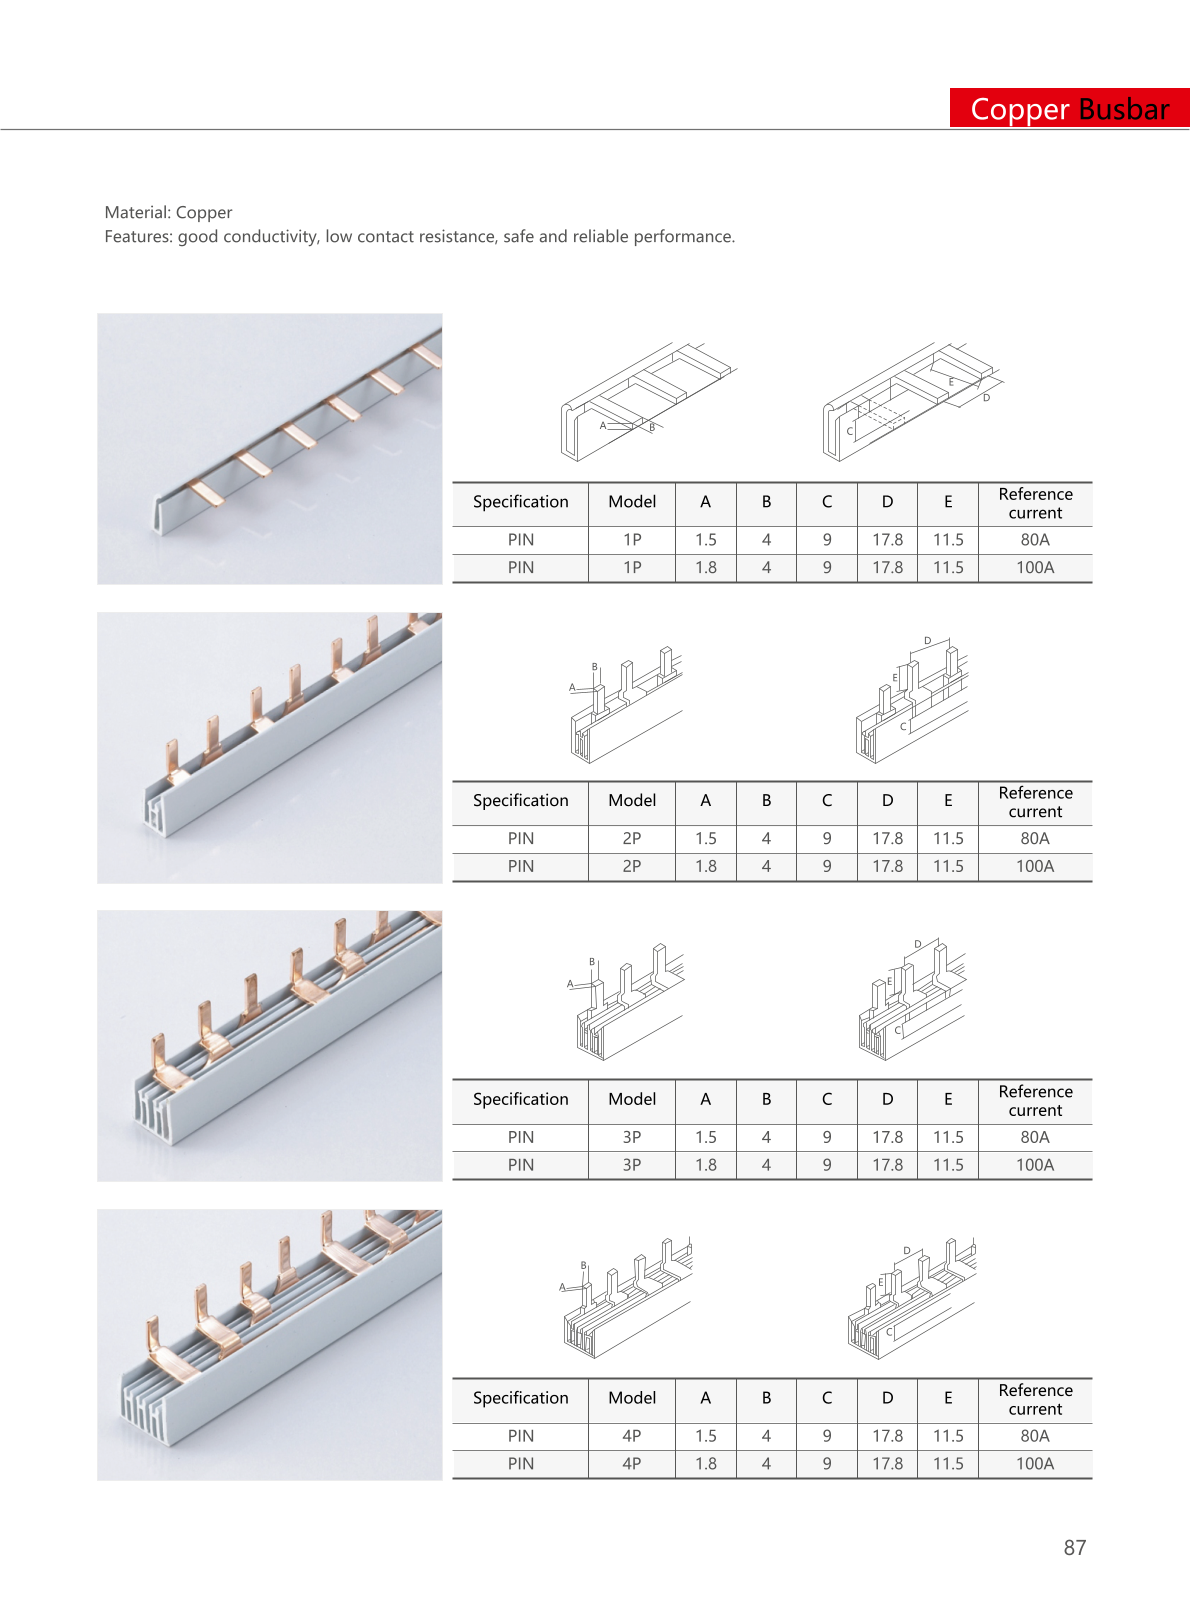 Copper Busbar
Material: Copper
Features: good conductivity, low contact resistance, safe and reliable performance.
A B
C E D
Specification Model A B C D E Reference current
PIN 1P 1.5 4 9 17.8 11.5 80A
PIN 1P 1.8 4 9 17.8 11.5 100A
B
A
D
E
C
Specification Model A B C D E Reference current
PIN 2P 1.5 4 9 17.8 11.5 80A
PIN 2P 1.8 4 9 17.8 11.5 100A
B
A
D
E
C
Specification Model A B C D E Reference current
PIN 3P 1.5 4 9 17.8 11.5 80A
PIN 3P 1.8 4 9 17.8 11.5 100A
B
A
D
E
C
Specification Model A B C D E Reference current
PIN 4P 1.5 4 9 17.8 11.5 80A
PIN 4P 1.8 4 9 17.8 11.5 100A
87